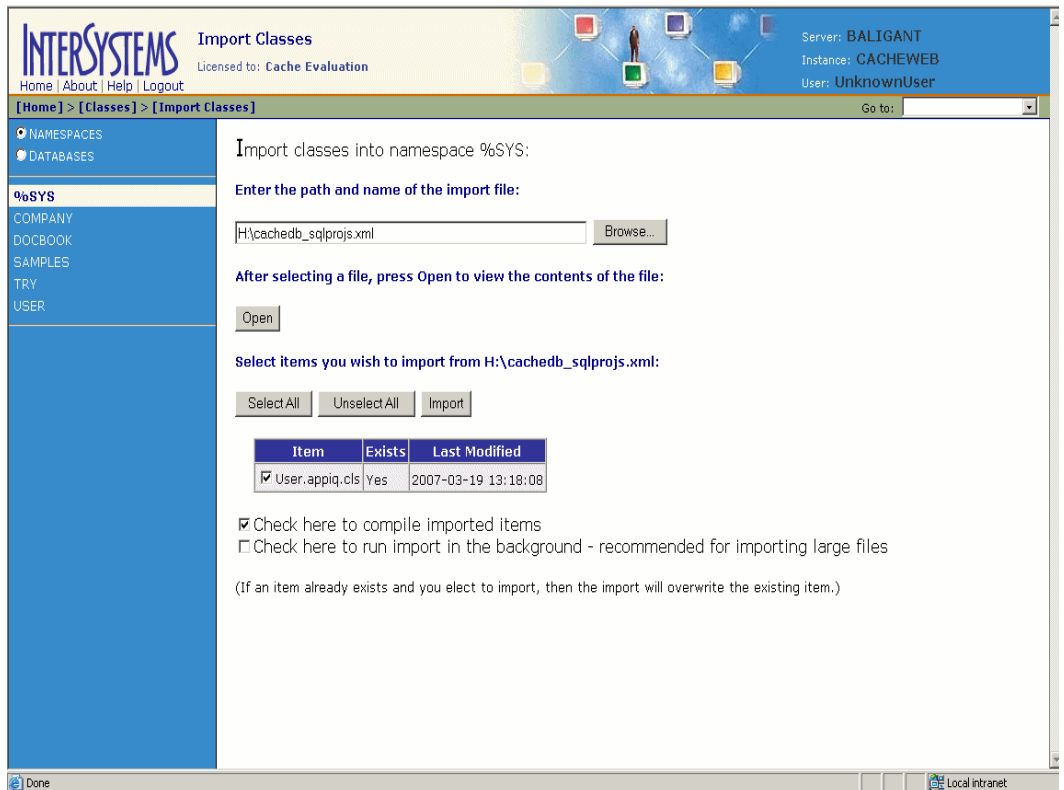 INTERSYSTEMS
Home | About | Help | Logout
Import Classes
Licensed to: Cache Evaluation
Server: BALIGANT
Instance: CACHEWEB
User: UnknownUser
[Home] > [Classes] > [Import Classes]
Go to:
NAMESPACES
DATABASES
%SYS
COMPANY
DOCBOOK
SAMPLES
TRY
USER
Import classes into namespace %SYS:
Enter the path and name of the import file:
H:\cachedb_sqlprojs.xml Browse...
After selecting a file, press Open to view the contents of the file:
Open
Select items you wish to import from H:\cachedb_sqlprojs.xml:
Select All Unselect All Import
Item Exists Last Modified
User.appiq.cls Yes 2007-03-19 13:18:08
Check here to compile imported items
Check here to run import in the background - recommended for importing large files
(If an item already exists and you elect to import, then the import will overwrite the existing item.)
Done
Local intranet